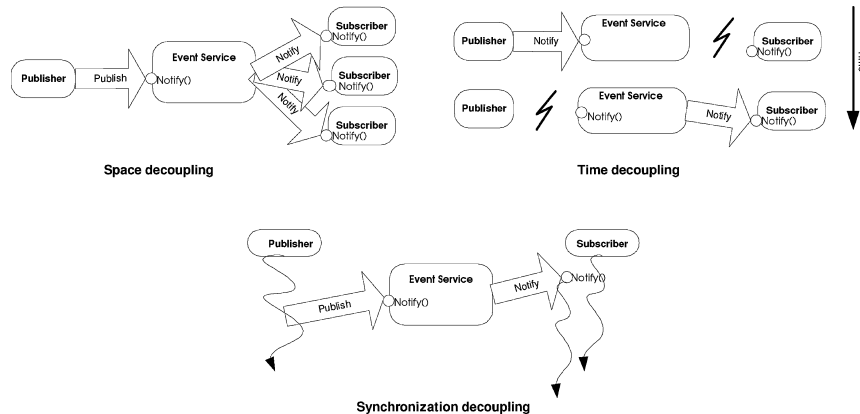 Publisher
Publish
Event Service
Notify()
Notify
Notify
Notify
Subscriber
Notify()
Subscriber
Notify()
Subscriber
Notify()
Space decoupling
Publisher
Notify
Event Service
Subscriber
Notify()
Publisher
Event Service
Notify()
Notify
Subscriber
Notify()
Time decoupling
Publisher
Publish
Event Service
Notify()
Notify
Subscriber
Notify()
Synchronization decoupling